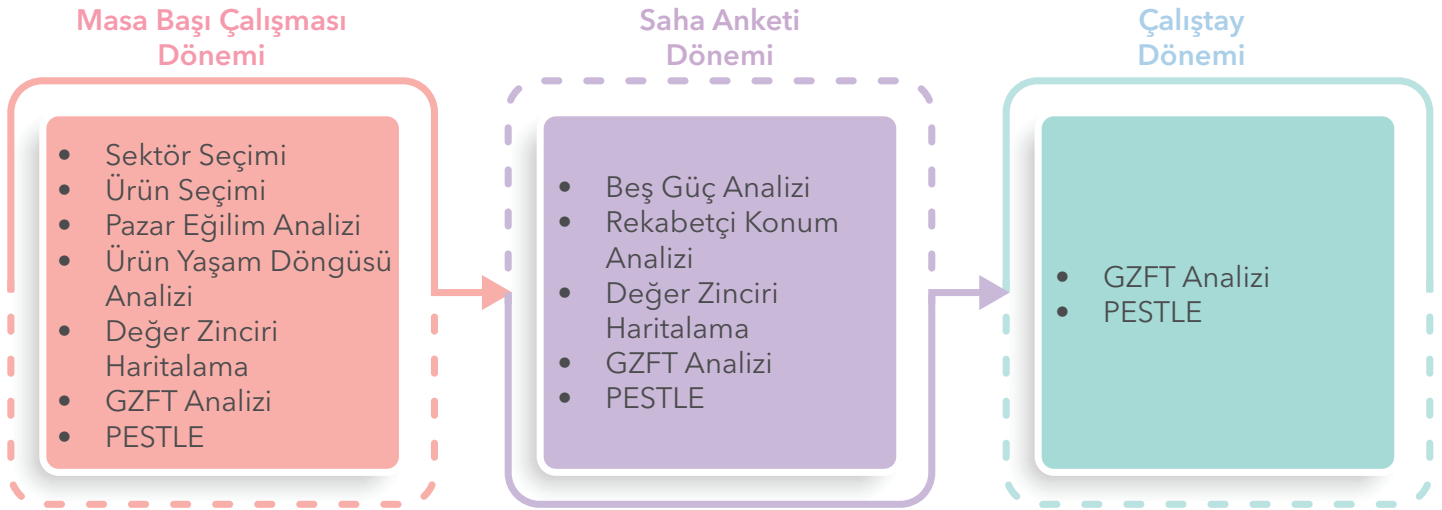 Masa Başı Çalışması
Dönemi
• Sektör Seçimi
• Ürün Seçimi
• Pazar Eğilim Analizi
• Ürün Yaşam Döngüsü
Analizi
• Değer Zinciri
Haritalama
• GZFT Analizi
• PESTLE
Saha Anketi
Dönemi
• Beş Güç Analizi
• Rekabetçi Konum
Analizi
• Değer Zinciri
Haritalama
• GZFT Analizi
• PESTLE
Çalıştay
Dönemi
• GZFT Analizi
• PESTLE